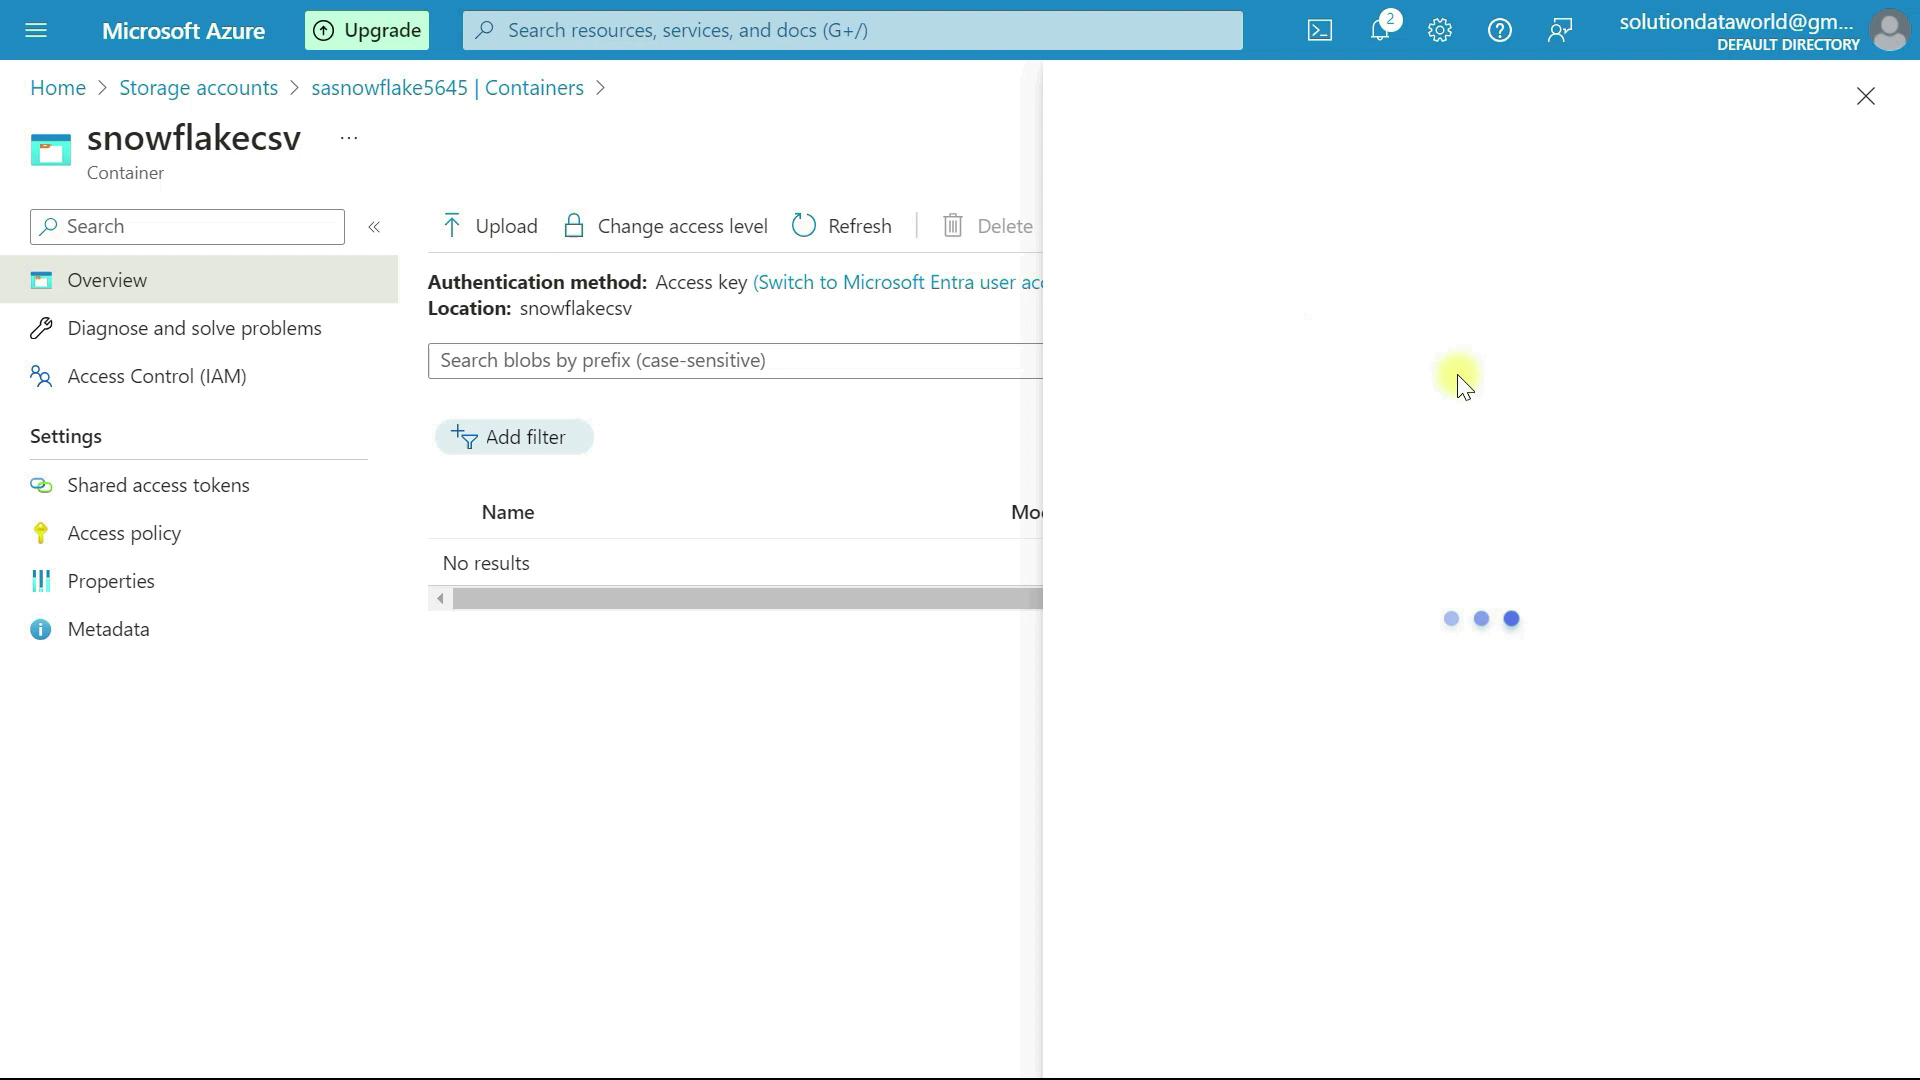 Microsoft Azure
Upgrade
Search resources, services, and docs (G+/)
2
solutiondataworld@gm...
DEFAULT DIRECTORY
Home > Storage accounts > sasnowflake5645 | Containers >
snowflakecsv ...
Container
Search
«
Upload
Change access level
Refresh
Delete
Overview
Diagnose and solve problems
Access Control (IAM)
Settings
Shared access tokens
Access policy
Properties
Metadata
Authentication method: Access key (Switch to Microsoft Entra user acc
Location: snowflakecsv
Search blobs by prefix (case-sensitive)
Add filter
Name
No results